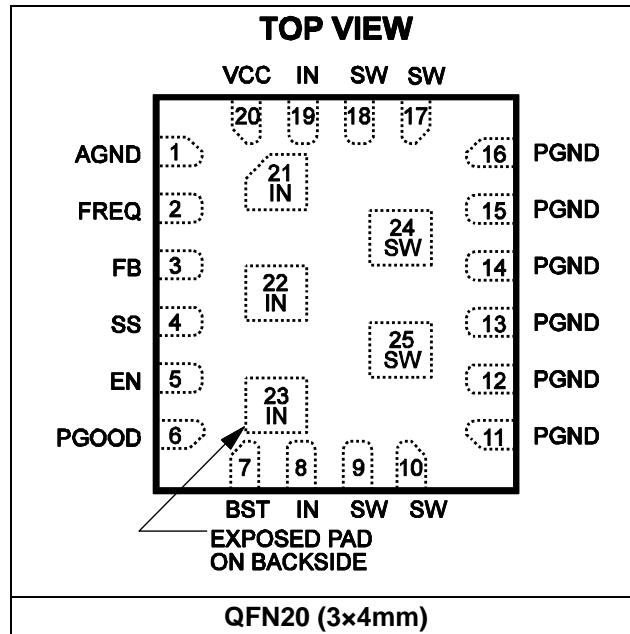 TOP VIEW
VCC IN SW SW
20 19 18 17
AGND 1 16 PGND
21
IN
FREQ 2 15 PGND
24
SW
FB 3 14 PGND
22
IN
SS 4 13 PGND
25
SW
EN 5 12 PGND
23
IN
PGOOD 6 11 PGND
7 8 9 10
BST IN SW SW
EXPOSED PAD
ON BACKSIDE
QFN20 (3×4mm)